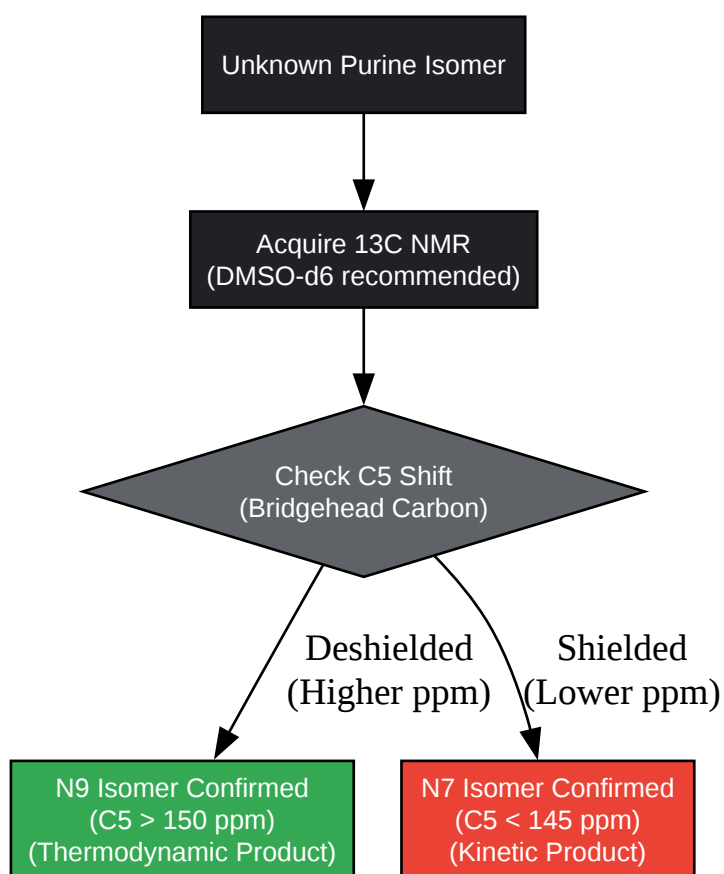 Unknown Purine Isomer
Acquire 13C NMR
(DMSO-d6 recommended)
Check C5 Shift
(Bridgehead Carbon)
Deshielded
(Higher ppm)
Shielded
(Lower ppm)
N9 Isomer Confirmed
(C5 > 150 ppm)
(Thermodynamic Product)
N7 Isomer Confirmed
(C5 < 145 ppm)
(Kinetic Product)